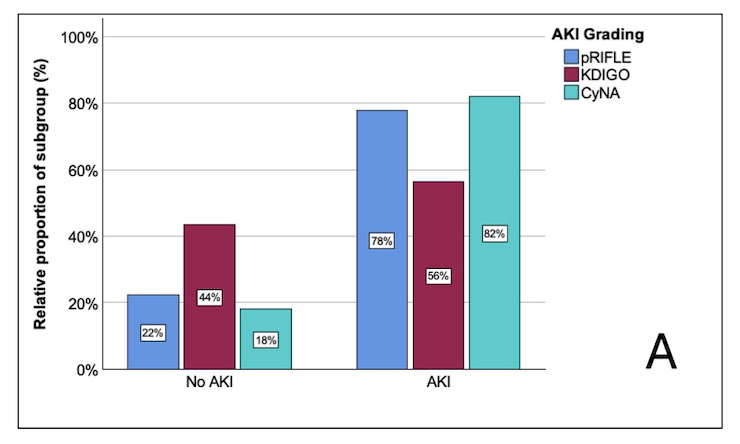 AKI Grading
pRIFLE
KDIGO
CyNA
Relative proportion of subgroup (%)
100%
80%
60%
40%
20%
0%
22%
44%
18%
78%
56%
82%
No AKI
AKI
A